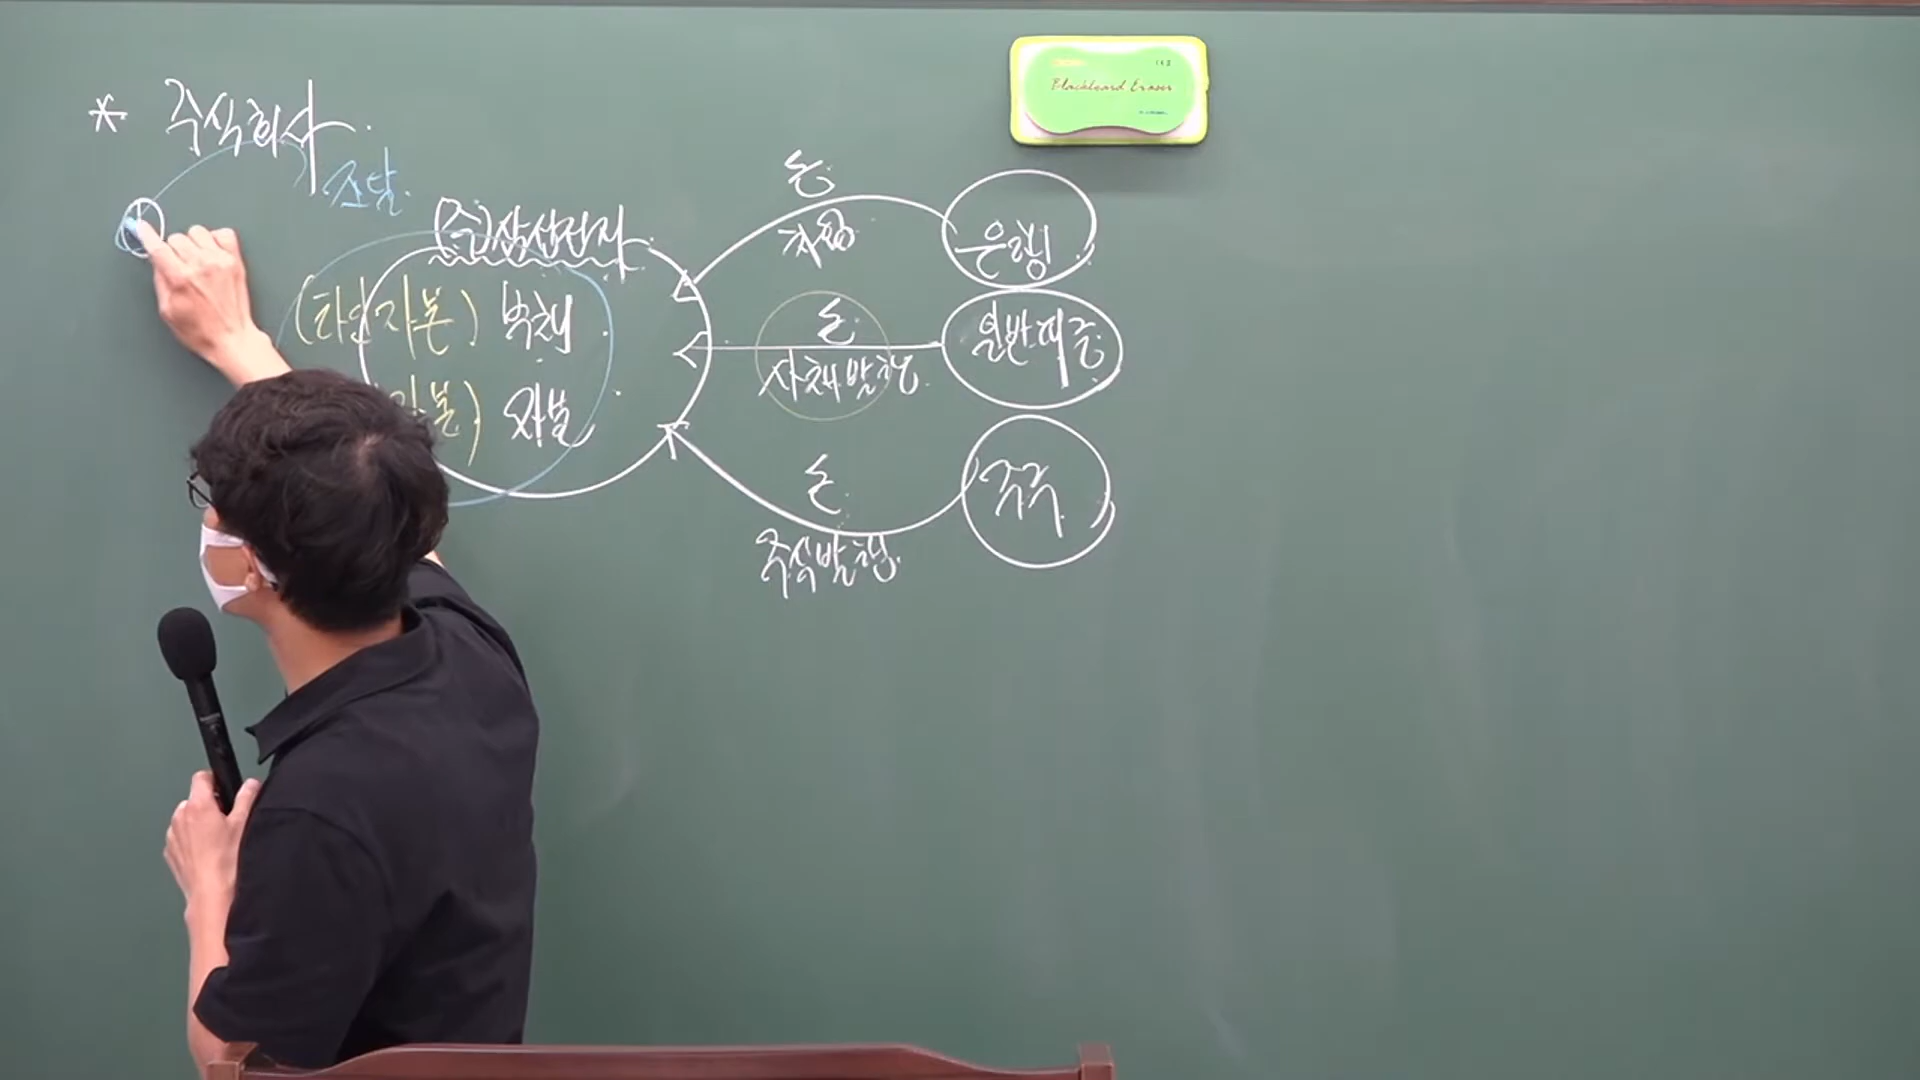 * 주식회사.
조달.
(주)삼성전자
(타인자본) 부채
본) 자본
돈
차입
은행
돈
사채발행.
일반대중
돈
주식발행.
주주
Blackboard Eraser